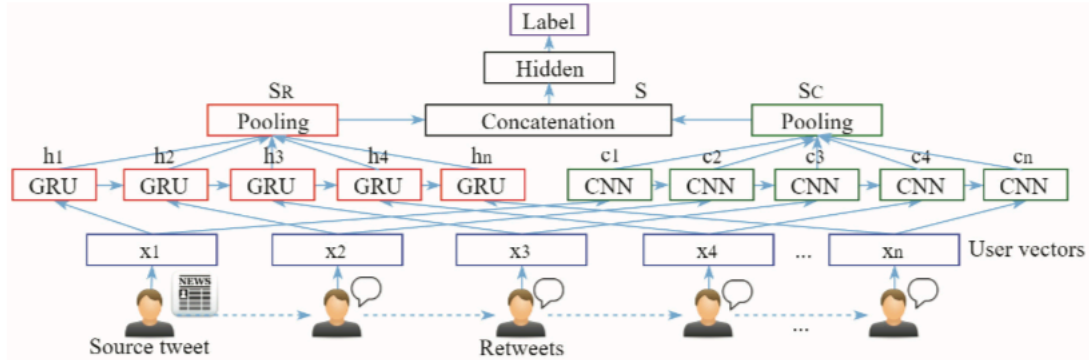 Label
Hidden
SR S SC
Pooling Concatenation Pooling
h1 h2 h3 h4 hn c1 c2 c3 c4 cn
GRU GRU GRU GRU GRU CNN CNN CNN CNN CNN
x1 x2 x3 x4 ... xn User vectors
NEWS
...
Source tweet Retweets